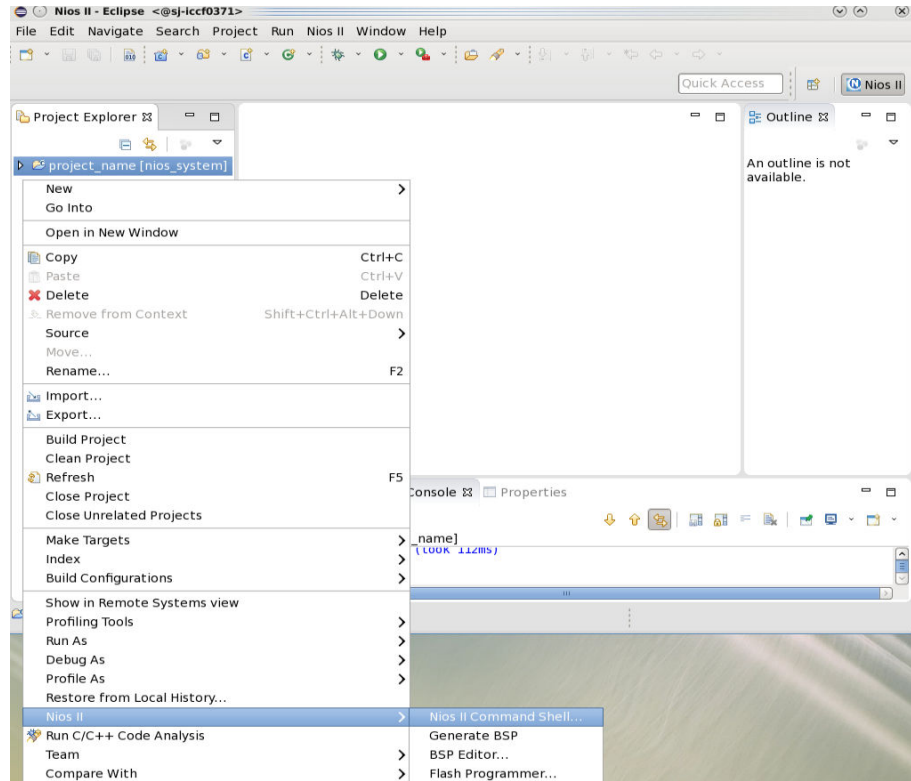 Nios II - Eclipse <@sj-iccf0371>
File Edit Navigate Search Project Run Nios II Window Help
Quick Access
Nios II
Project Explorer
Outline
project_name [nios_system]
An outline is not
available.
New
Go Into
Open in New Window
Copy Ctrl+C
Paste Ctrl+V
Delete Delete
Remove from Context Shift+Ctrl+Alt+Down
Source
Move...
Rename... F2
Import...
Export...
Build Project
Clean Project
Refresh F5
Close Project
Close Unrelated Projects
Console Properties
Make Targets
_name]
(took 112ms)
Index
Build Configurations
Show in Remote Systems view
Profiling Tools
Run As
Debug As
Profile As
Restore from Local History...
Nios II Nios II Command Shell...
Run C/C++ Code Analysis Generate BSP
Team BSP Editor...
Compare With Flash Programmer...